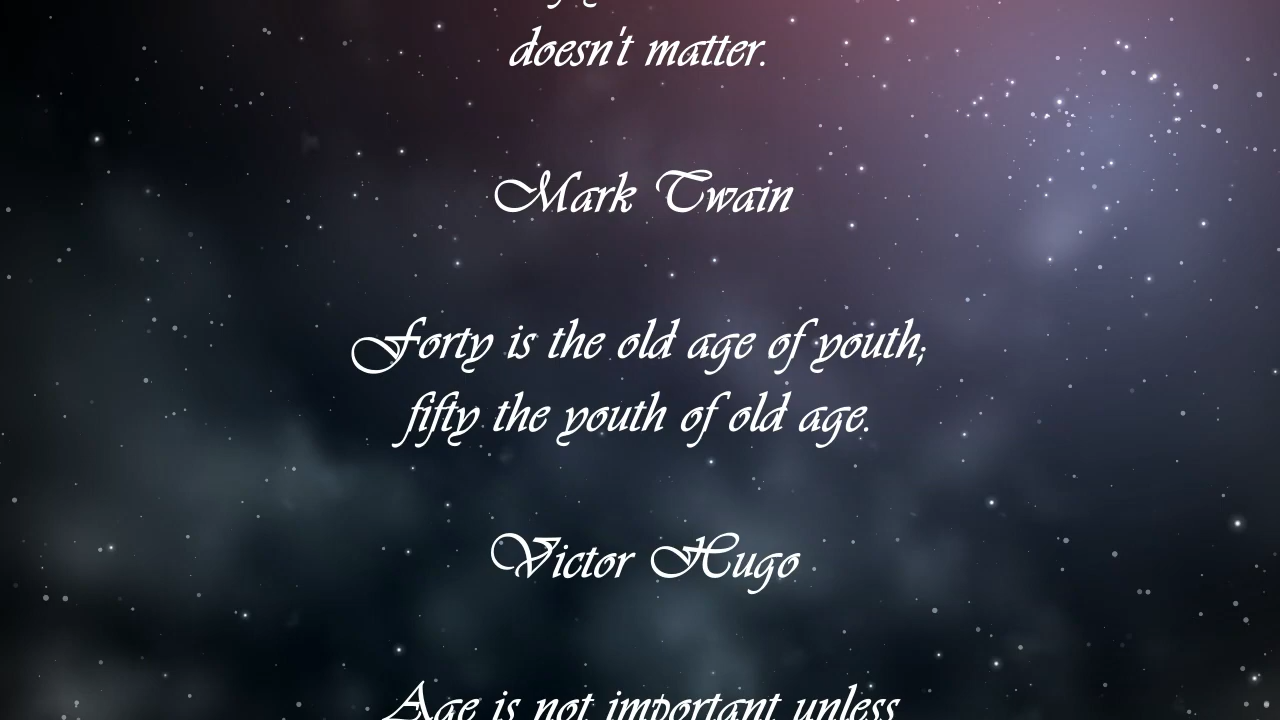 doesn't matter.
Mark Twain
Forty is the old age of youth;
fifty the youth of old age.
Victor Hugo
Age is not important unless